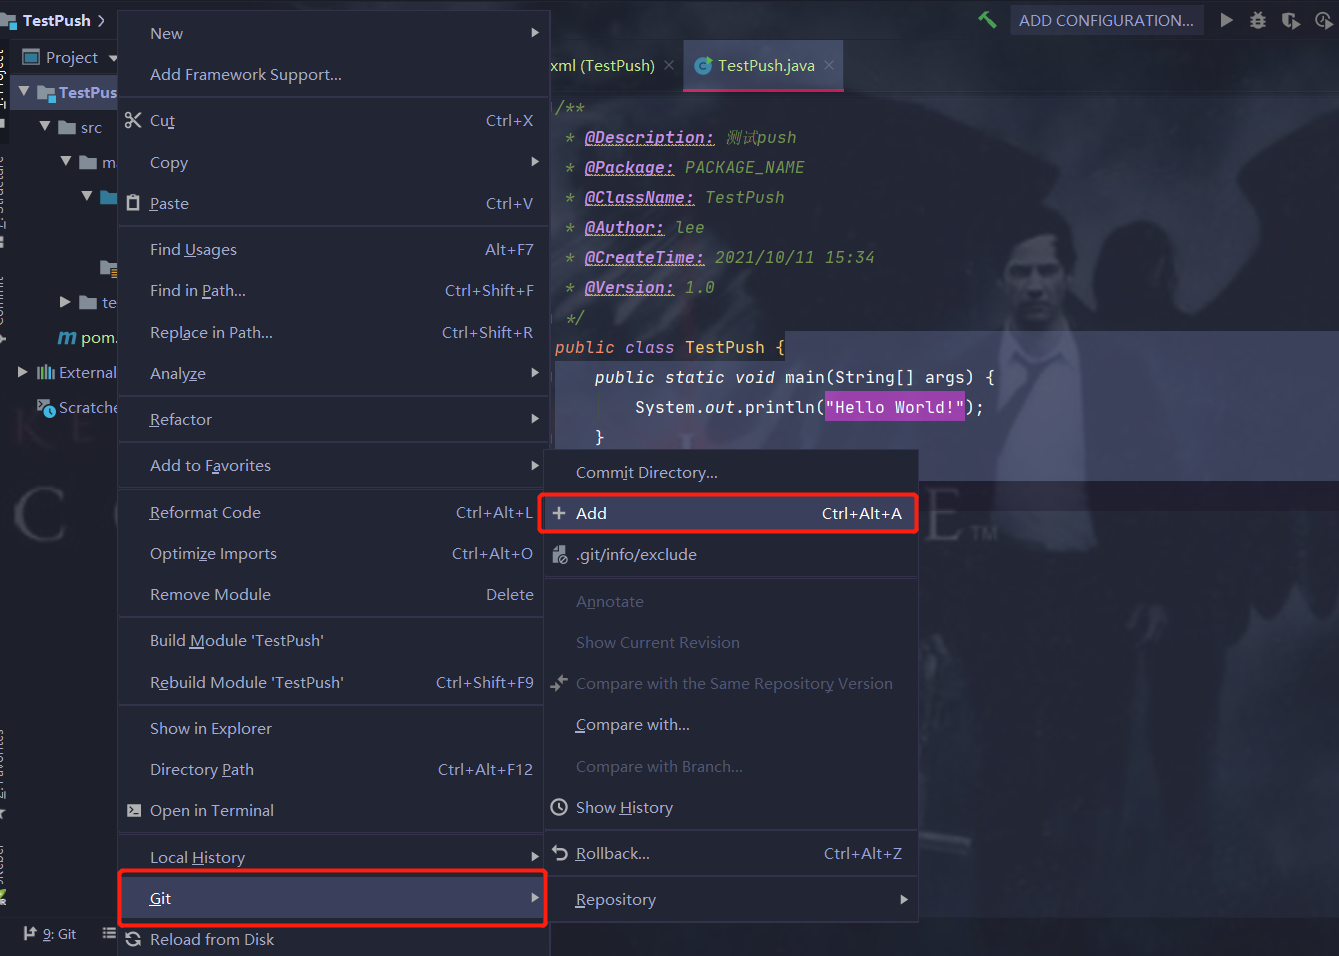 TestPush
ADD CONFIGURATION...
Project
TestPus
src
ma
te
pom.
External
Scratche
9: Git
New
Add Framework Support...
Cut Ctrl+X
Copy
Paste Ctrl+V
Find Usages Alt+F7
Find in Path... Ctrl+Shift+F
Replace in Path... Ctrl+Shift+R
Analyze
Refactor
Add to Favorites
Reformat Code Ctrl+Alt+L
Optimize Imports Ctrl+Alt+O
Remove Module Delete
Build Module 'TestPush'
Rebuild Module 'TestPush' Ctrl+Shift+F9
Show in Explorer
Directory Path Ctrl+Alt+F12
Open in Terminal
Local History
Git
Reload from Disk
xml (TestPush)
TestPush.java
/**
* @Description: 测试push
* @Package: PACKAGE_NAME
* @ClassName: TestPush
* @Author: lee
* @CreateTime: 2021/10/11 15:34
* @Version: 1.0
*/
public class TestPush {
public static void main(String[] args) {
System.out.println("Hello World!");
}
Commit Directory...
Add Ctrl+Alt+A
.git/info/exclude
Annotate
Show Current Revision
Compare with the Same Repository Version
Compare with...
Compare with Branch...
Show History
Rollback... Ctrl+Alt+Z
Repository